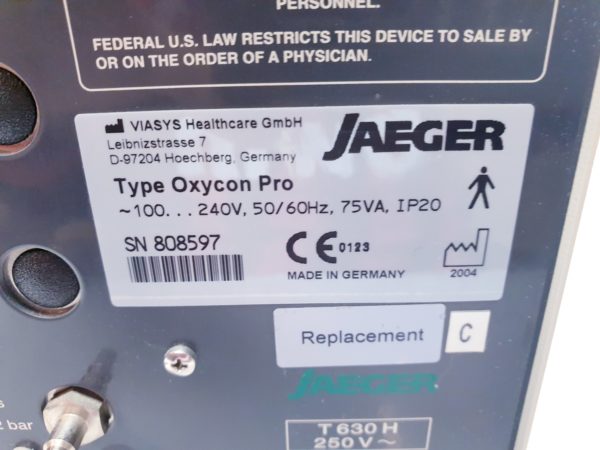 PERSONNEL.
FEDERAL U.S. LAW RESTRICTS THIS DEVICE TO SALE BY
OR ON THE ORDER OF A PHYSICIAN.
VIASYS Healthcare GmbH
Leibnizstrasse 7
D-97204 Hoechberg, Germany
JAEGER
Type Oxycon Pro
~100... 240V, 50/60Hz, 75VA, IP20
SN 808597
CE 0123
MADE IN GERMANY
2004
Replacement
C
JAEGER
2 bar
T 630 H
250 V ~